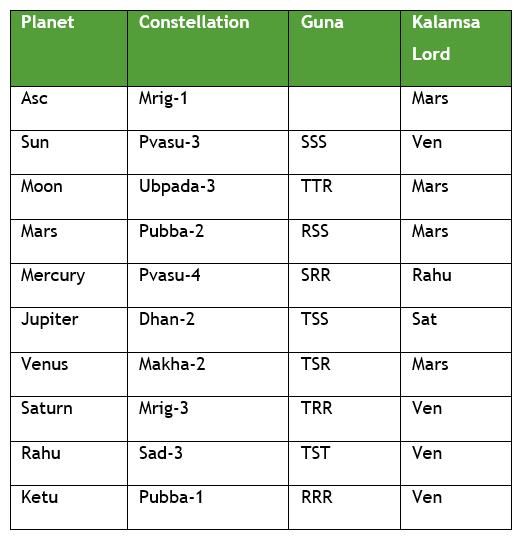 Planet Constellation Guna Kalamsa
Lord
Asc Mrig-1 Mars
Sun Pvasu-3 SSS Ven
Moon Ubpada-3 TTR Mars
Mars Pubba-2 RSS Mars
Mercury Pvasu-4 SRR Rahu
Jupiter Dhan-2 TSS Sat
Venus Makha-2 TSR Mars
Saturn Mrig-3 TRR Ven
Rahu Sad-3 TST Ven
Ketu Pubba-1 RRR Ven